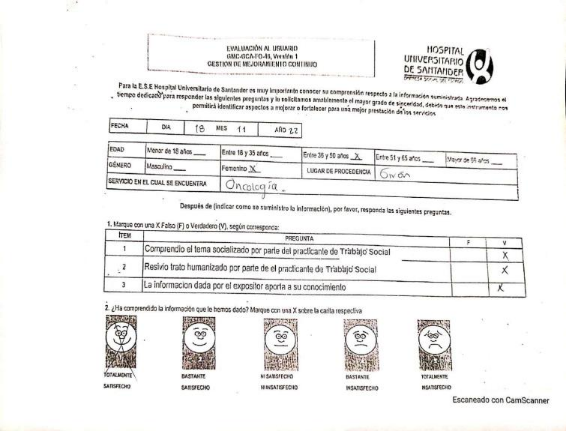 EVALUACIÓN AL USUARIO
GMC-GCA-FO-46, Versión 1
GESTION DE MEJORAMIENTO CONTINUO
HOSPITAL
UNIVERSITARIO
DE SANTANDER
EMPRESA SOCIAL DEL ESTADO
Para la E.S.E Hospital Universitario de Santander es muy importante conocer su comprensión respecto a la información suministrada. Agradecemos el
tiempo dedicado para responder las siguientes preguntas y lo solicitamos amablemente el mayor grado de sinceridad, debido que este instrumento nos
permitirá identificar aspectos a mejorar o fortalecer para una mejor prestación de los servicios.
FECHA DIA 18 MES 11 AÑO 22
EDAD Menor de 18 años ___ Entre 18 y 35 años ___ Entre 36 y 50 años X Entre 51 y 65 años ___ Mayor de 65 años ___
GÉNERO Masculino ___ Femenino X LUGAR DE PROCEDENCIA Girón
SERVICIO EN EL CUAL SE ENCUENTRA Oncología.
Después de (indicar como se suministro la información), por favor, responda las siguientes preguntas.
1. Marque con una X Falso (F) o Verdadero (V), según corresponda:
ÍTEM PREGUNTA F V
1 Comprendio el tema socializado por parte del practicante de Trabajo Social X
2 Resivio trato humanizado por parte de el practicante de Trabajo Social X
3 La informacion dada por el expositor aporta a su conocimiento X
2. ¿Ha comprendido la información que le hemos dado? Marque con una X sobre la carita respectiva
TOTALMENTE BASTANTE NI SATISFECHO BASTANTE TOTALMENTE
SATISFECHO SATISFECHO NI INSATISFECHO INSATISFECHO INSATISFECHO
Escaneado con CamScanner